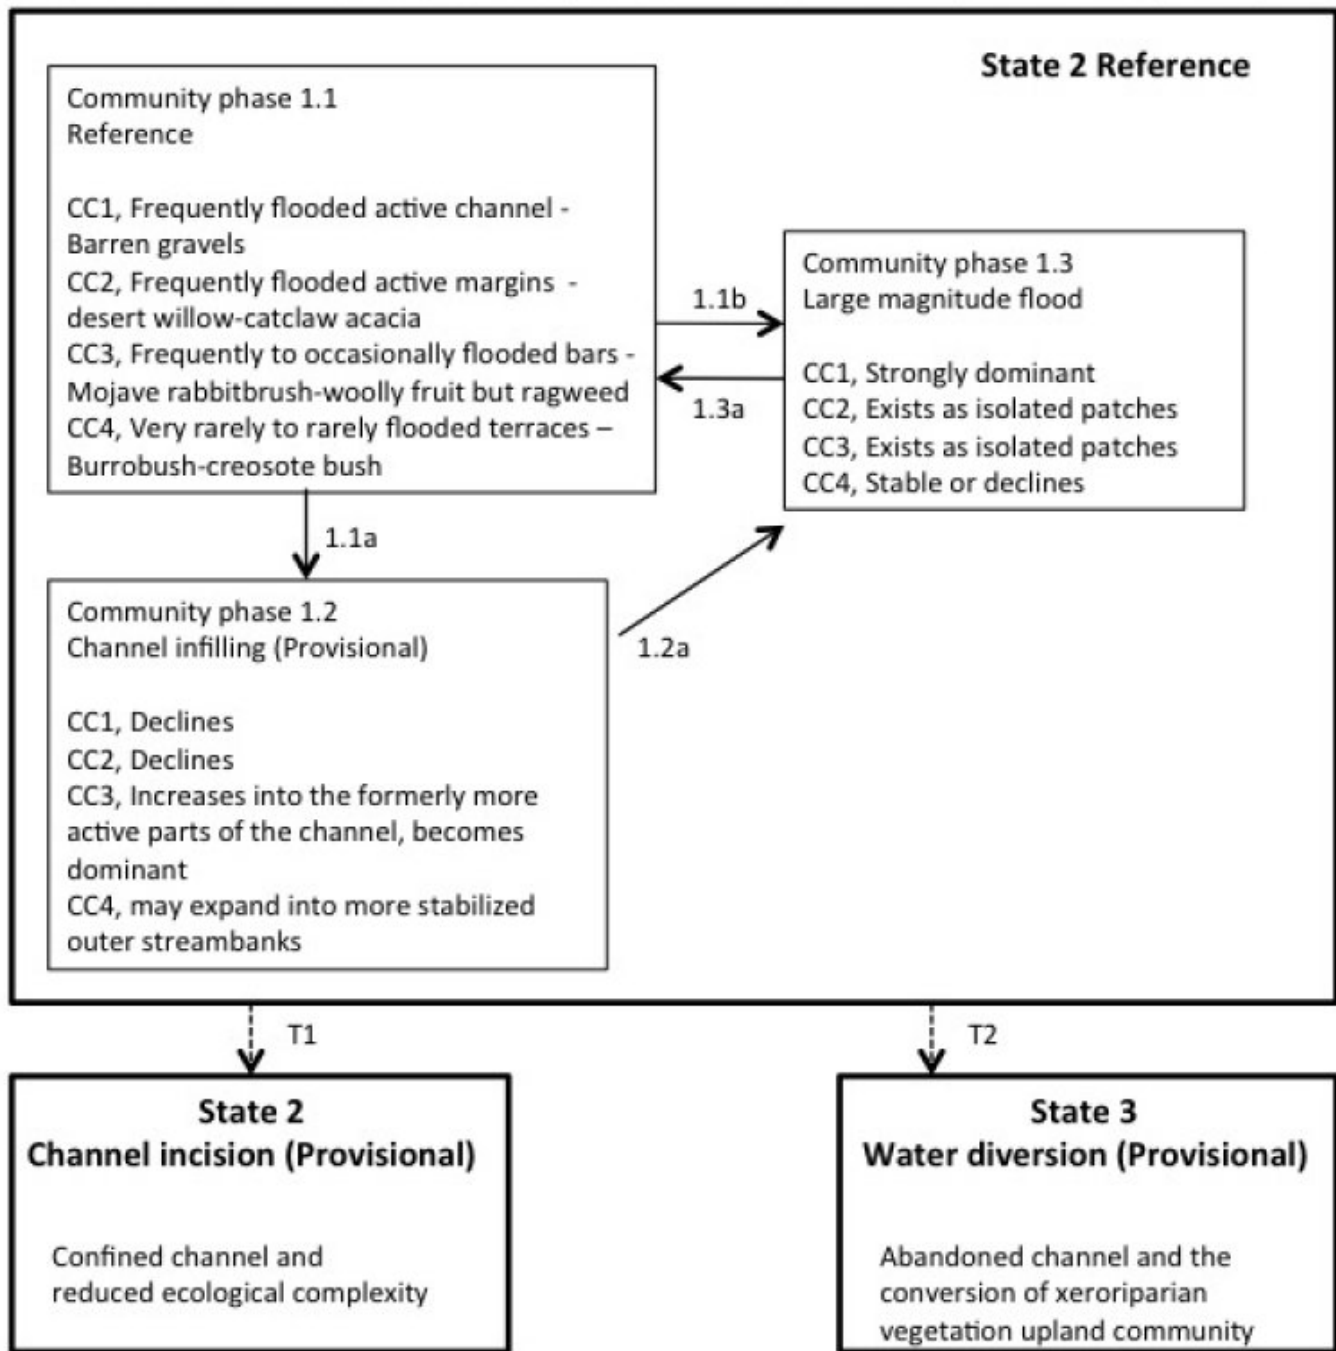 State 2 Reference
Community phase 1.1
Reference
CC1, Frequently flooded active channel -
Barren gravels
CC2, Frequently flooded active margins -
desert willow-catclaw acacia
CC3, Frequently to occasionally flooded bars -
Mojave rabbitbrush-woolly fruit but ragweed
CC4, Very rarely to rarely flooded terraces –
Burrobush-creosote bush
1.1b
1.3a
Community phase 1.3
Large magnitude flood
CC1, Strongly dominant
CC2, Exists as isolated patches
CC3, Exists as isolated patches
CC4, Stable or declines
1.1a
1.2a
Community phase 1.2
Channel infilling (Provisional)
CC1, Declines
CC2, Declines
CC3, Increases into the formerly more
active parts of the channel, becomes
dominant
CC4, may expand into more stabilized
outer streambanks
T1
T2
State 2
Channel incision (Provisional)
Confined channel and
reduced ecological complexity
State 3
Water diversion (Provisional)
Abandoned channel and the
conversion of xeroriparian
vegetation upland community